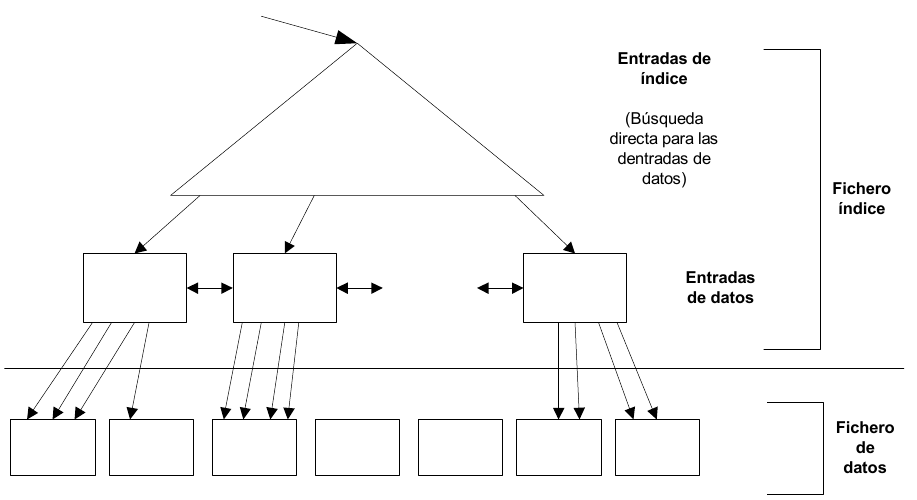 Entradas de
índice
(Búsqueda
directa para las
dentradas de
datos)
Fichero
índice
Entradas
de datos
Fichero
de
datos